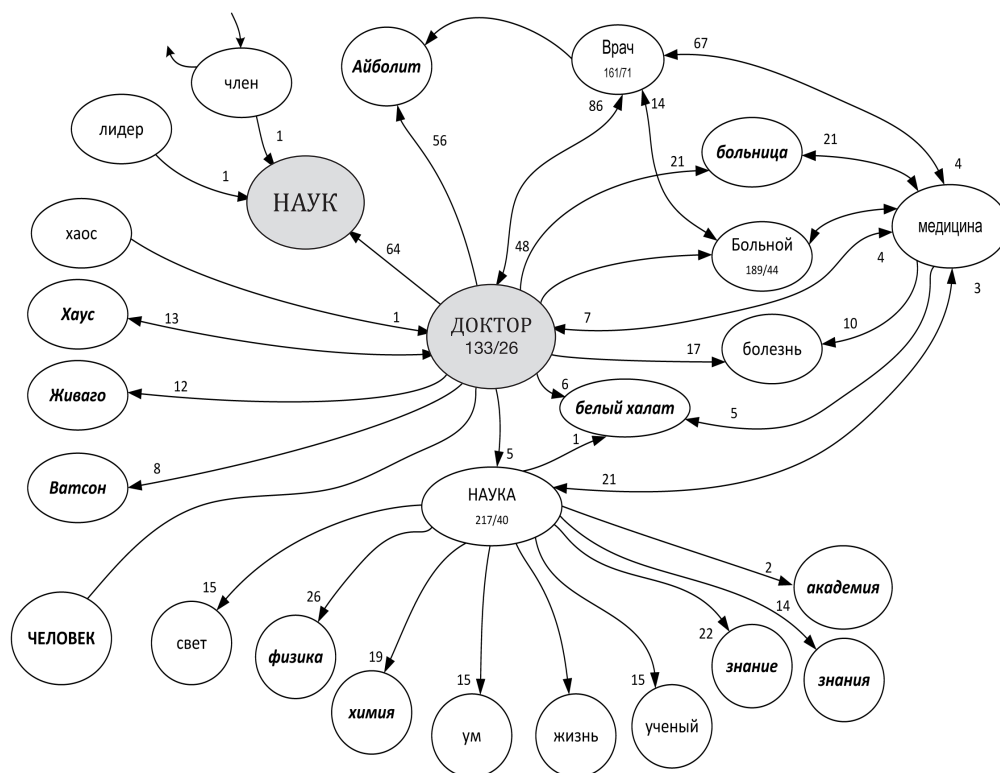 Врач
161/71
67
Айболит
член
86
14
лидер
1
56
21
больница
21
4
1
НАУК
медицина
хаос
64
48
Больной
189/44
4
3
Хаус
13
1
ДОКТОР
133/26
7
10
17
болезнь
Живаго
12
6
белый халат
5
1
Ватсон
8
5
21
НАУКА
217/40
2
академия
15
26
14
ЧЕЛОВЕК
свет
физика
19
22
знание
знания
15
15
химия
ум
жизнь
ученый